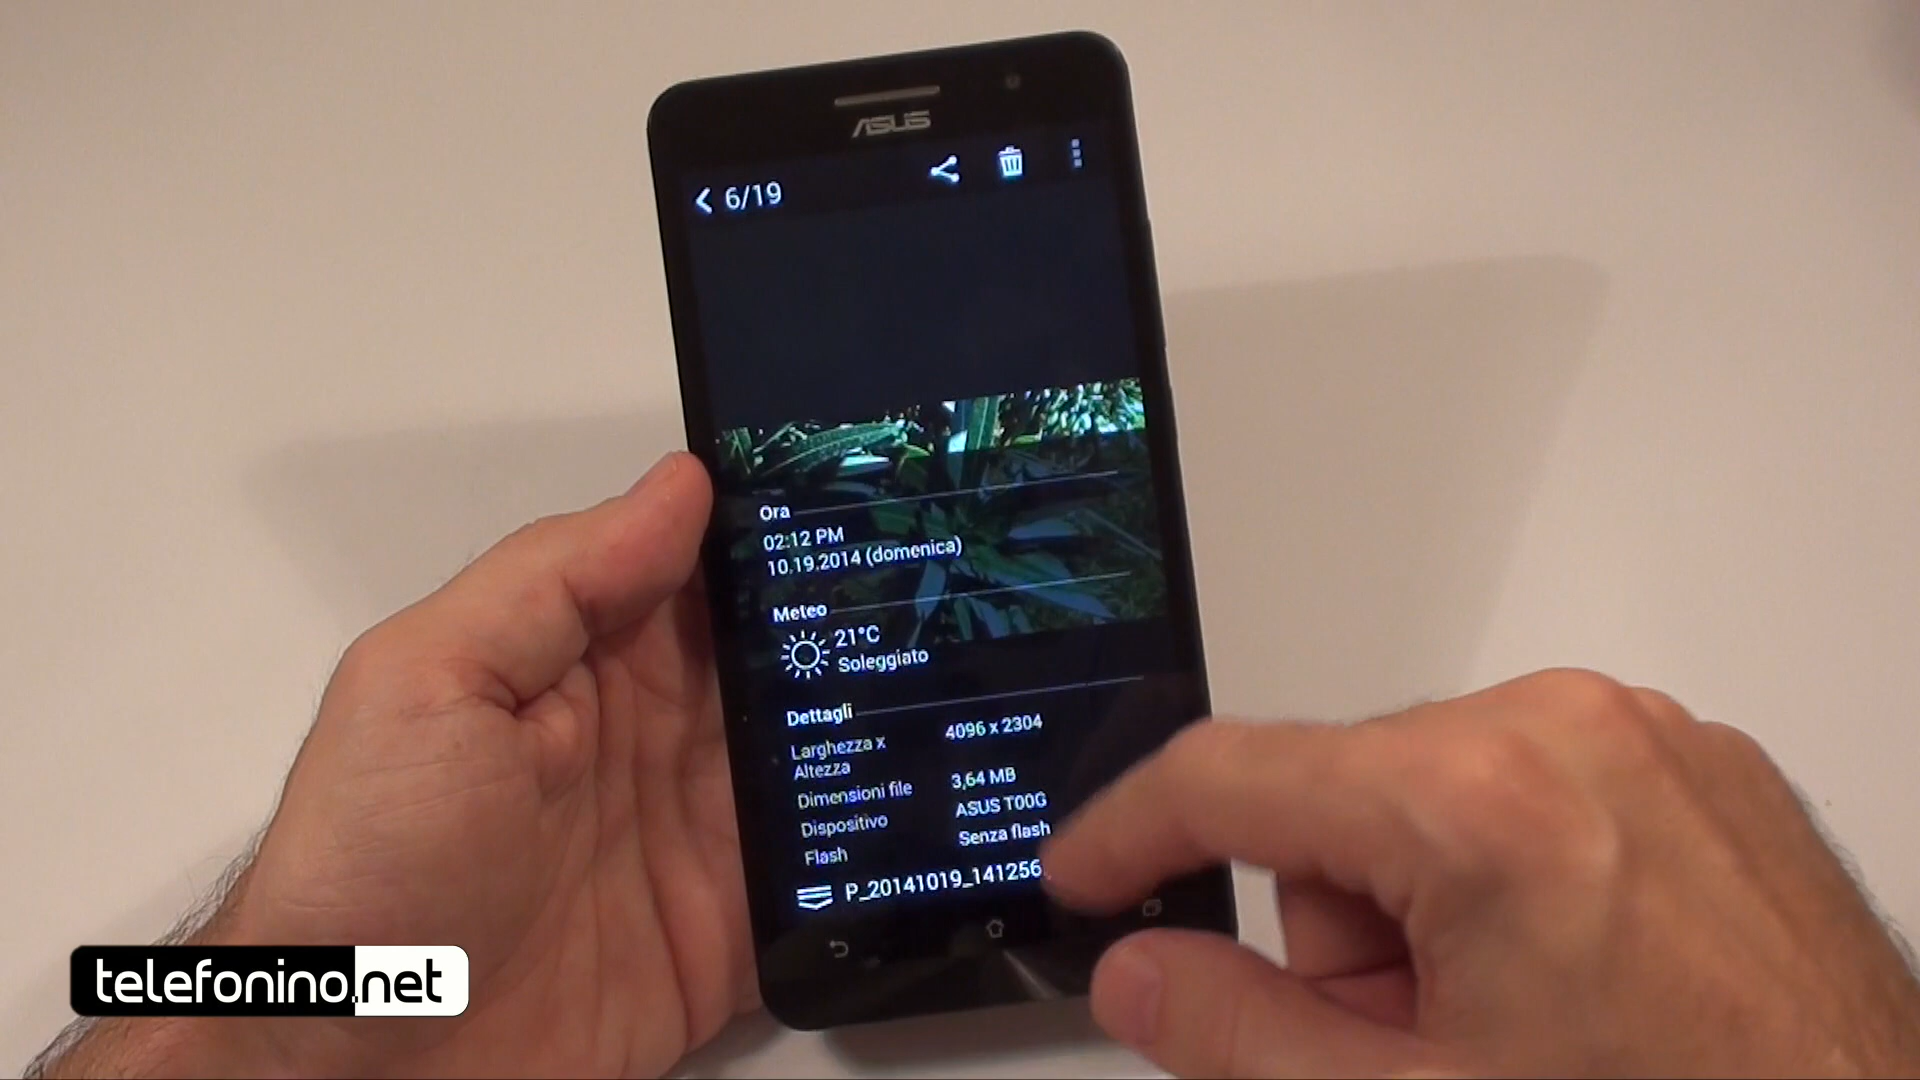 ASUS
6/19
Ora
02:12 PM
10.19.2014 (domenica)
Meteo
21°C
Soleggiato
Dettagli
Larghezza x Altezza 4096 x 2304
Dimensioni file 3,64 MB
Dispositivo ASUS T00G
Flash Senza flash
P_20141019_141256
telefonino.net